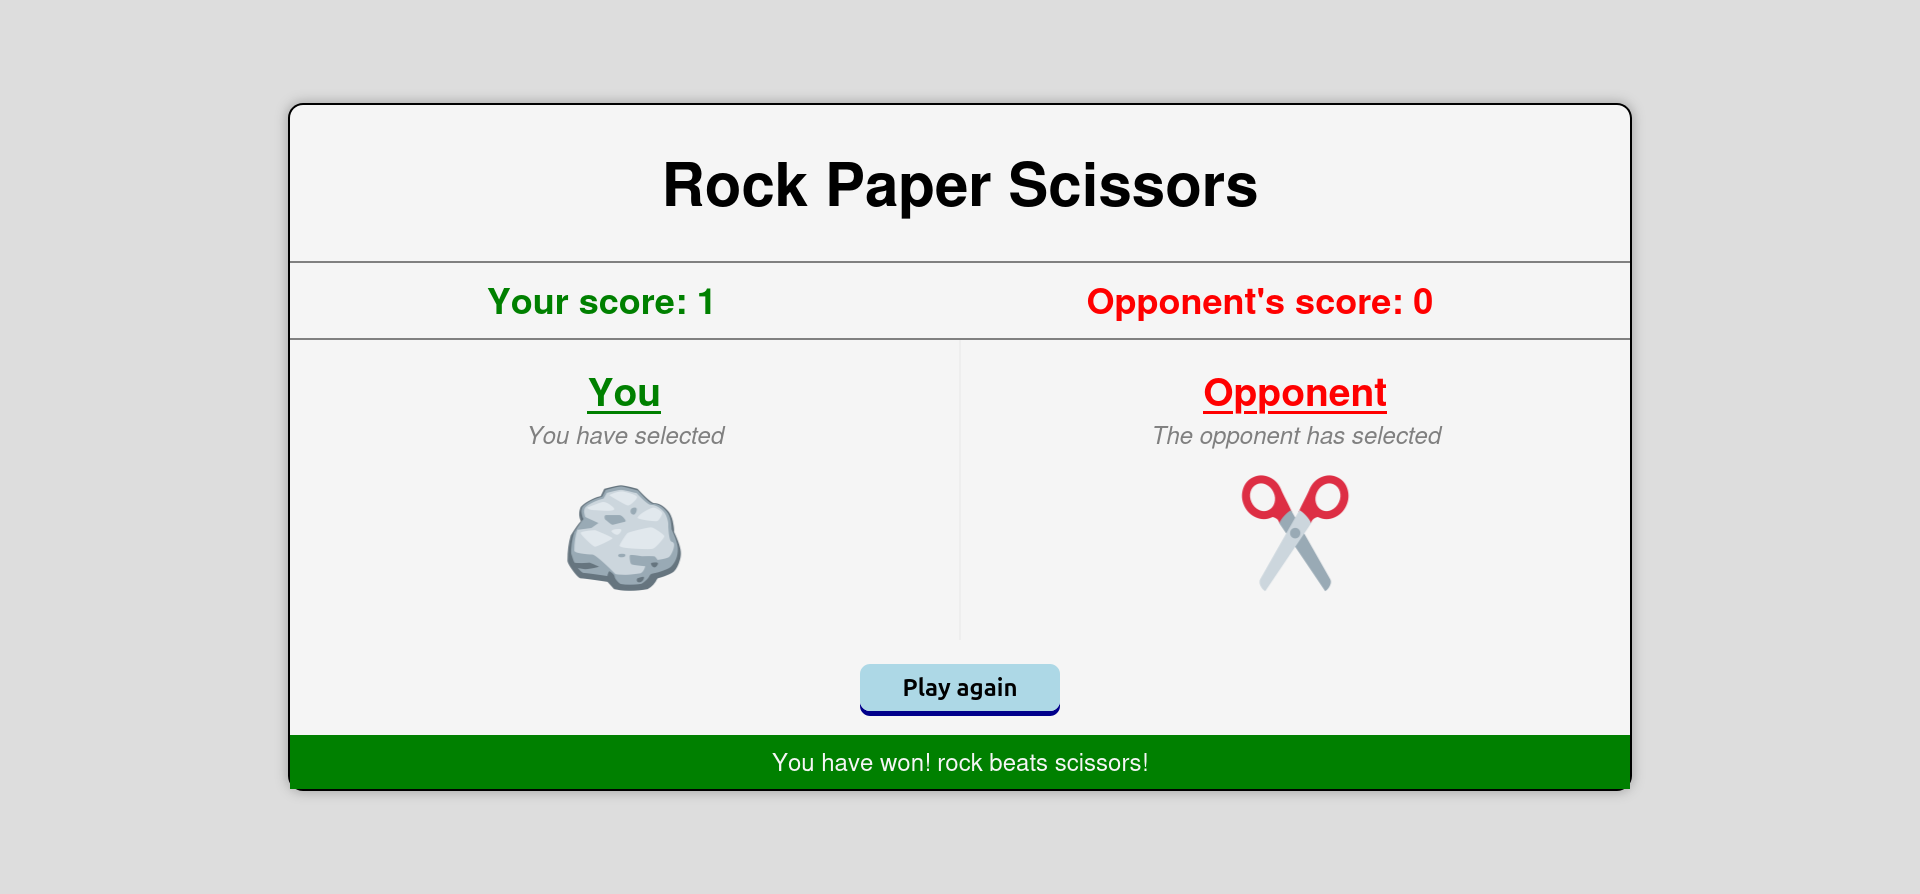 Rock Paper Scissors
Your score: 1
Opponent's score: 0
You
You have selected
Opponent
The opponent has selected
Play again
You have won! rock beats scissors!